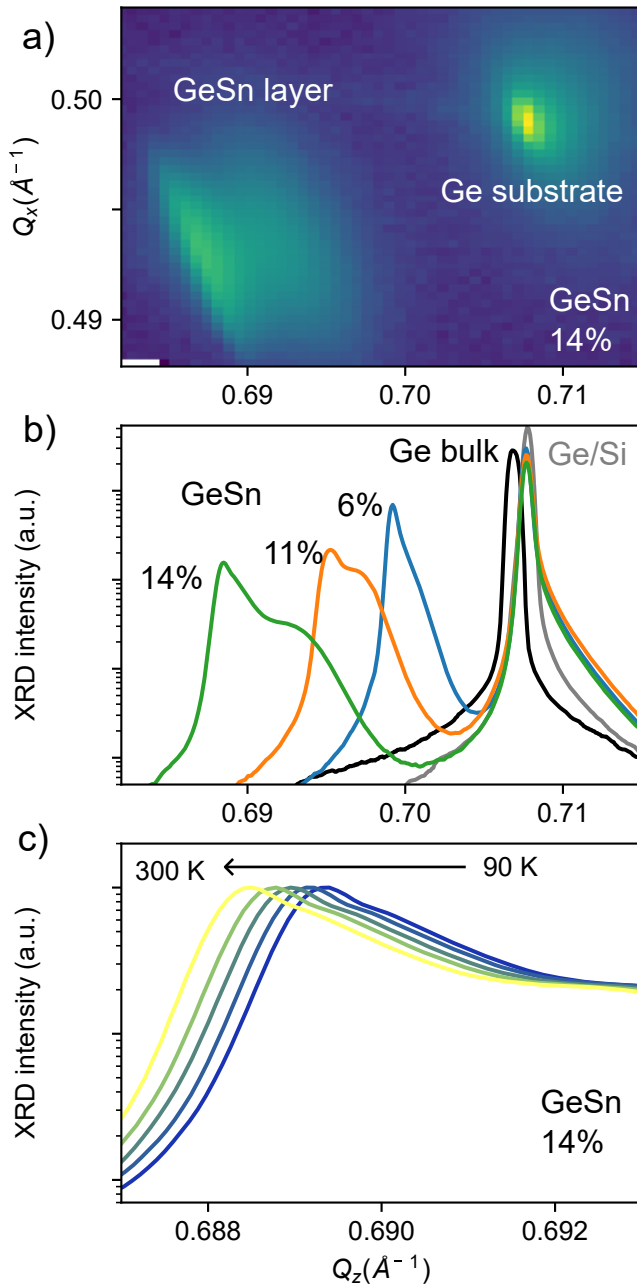 a)
GeSn layer
Ge substrate
GeSn
14%
0.50
0.49
Qx(Å−1)
0.69
0.70
0.71
b)
GeSn
14%
11%
6%
Ge bulk
Ge/Si
XRD intensity (a.u.)
0.69
0.70
0.71
c)
300 K
90 K
GeSn
14%
XRD intensity (a.u.)
0.688
0.690
0.692
Qz(Å−1)